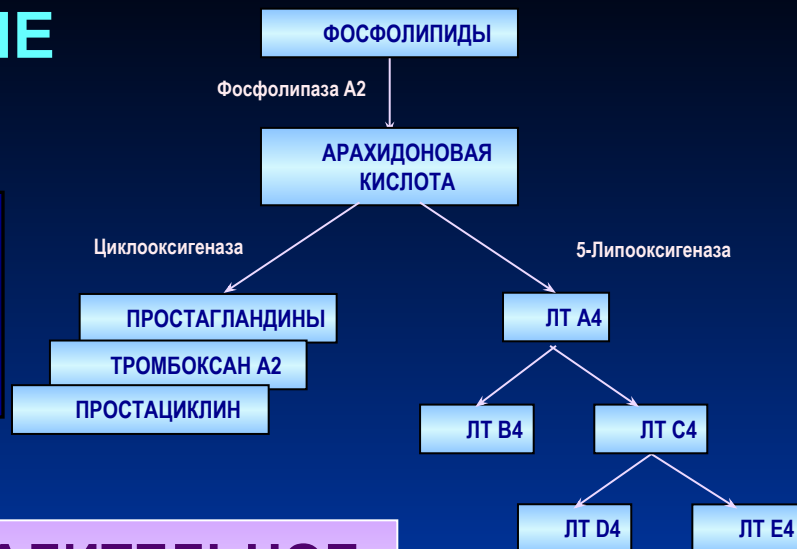 ФОСФОЛИПИДЫ
Фосфолипаза А2
АРАХИДОНОВАЯ
КИСЛОТА
Циклооксигеназа
5-Липооксигеназа
ПРОСТАГЛАНДИНЫ
ТРОМБОКСАН А2
ПРОСТАЦИКЛИН
ЛТ А4
ЛТ В4
ЛТ С4
ЛТ D4
ЛТ Е4